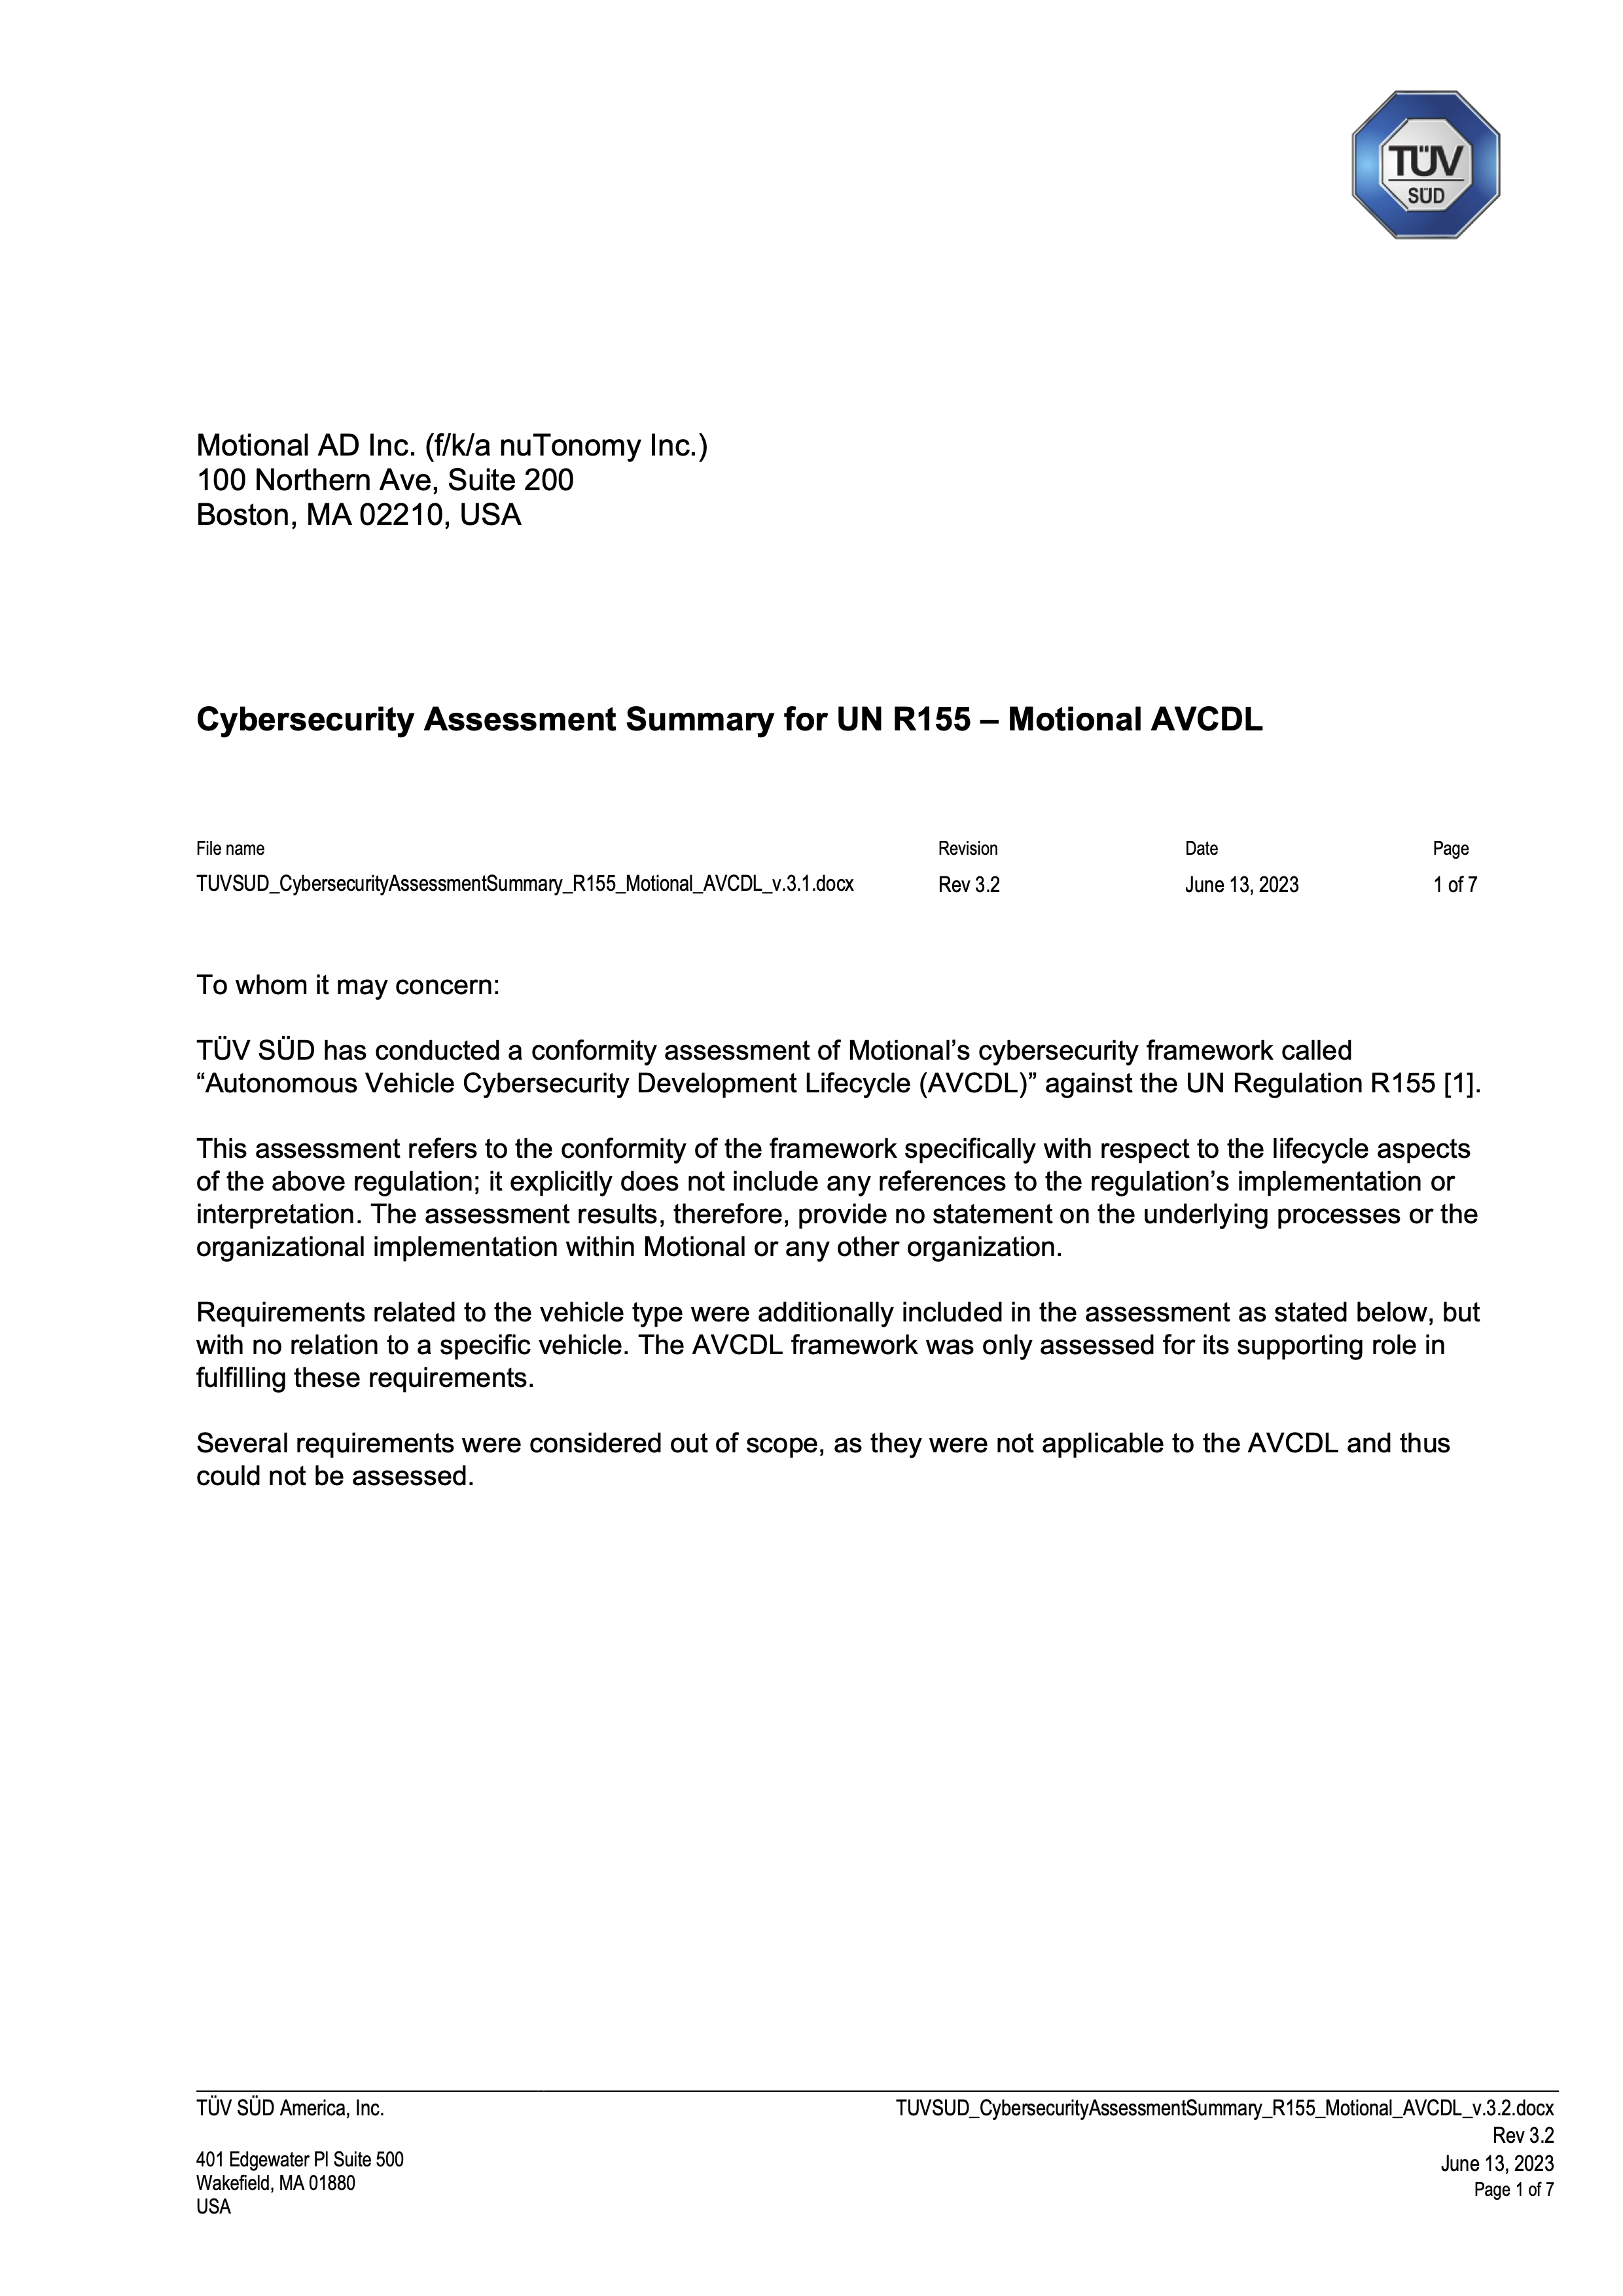 TÜV
SÜD
Motional AD Inc. (f/k/a nuTonomy Inc.)
100 Northern Ave, Suite 200
Boston, MA 02210, USA
Cybersecurity Assessment Summary for UN R155 – Motional AVCDL
File name Revision Date Page
TUVSUD_CybersecurityAssessmentSummary_R155_Motional_AVCDL_v.3.1.docx Rev 3.2 June 13, 2023 1 of 7
To whom it may concern:
TÜV SÜD has conducted a conformity assessment of Motional’s cybersecurity framework called
“Autonomous Vehicle Cybersecurity Development Lifecycle (AVCDL)” against the UN Regulation R155 [1].
This assessment refers to the conformity of the framework specifically with respect to the lifecycle aspects
of the above regulation; it explicitly does not include any references to the regulation’s implementation or
interpretation. The assessment results, therefore, provide no statement on the underlying processes or the
organizational implementation within Motional or any other organization.
Requirements related to the vehicle type were additionally included in the assessment as stated below, but
with no relation to a specific vehicle. The AVCDL framework was only assessed for its supporting role in
fulfilling these requirements.
Several requirements were considered out of scope, as they were not applicable to the AVCDL and thus
could not be assessed.
TÜV SÜD America, Inc.
401 Edgewater Pl Suite 500
Wakefield, MA 01880
USA
TUVSUD_CybersecurityAssessmentSummary_R155_Motional_AVCDL_v.3.2.docx
Rev 3.2
June 13, 2023
Page 1 of 7